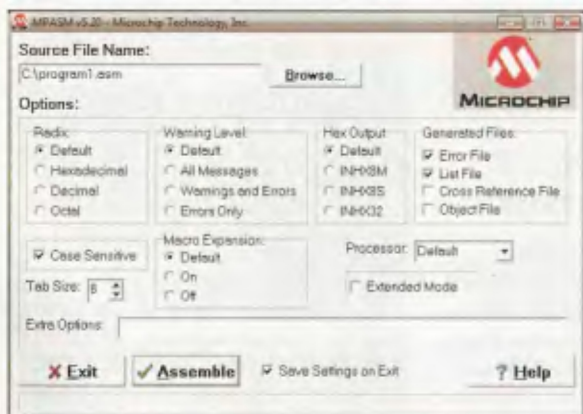 MPASM v5.20 - Microchip Technology, Inc.
Source File Name:
C:\program1.asm
Browse...
MICROCHIP
Options:
Radix:
Default
Hexadecimal
Decimal
Octal
Warning Level:
Default
All Messages
Warnings and Errors
Errors Only
Hex Output
Default
INHX8M
INHX8S
INHX32
Generated Files:
Error File
List File
Cross Reference File
Object File
Case Sensitive
Tab Size: 8
Macro Expansion:
Default
On
Off
Processor: Default
Extended Mode
Extra Options:
Exit
Assemble
Save Settings on Exit
? Help